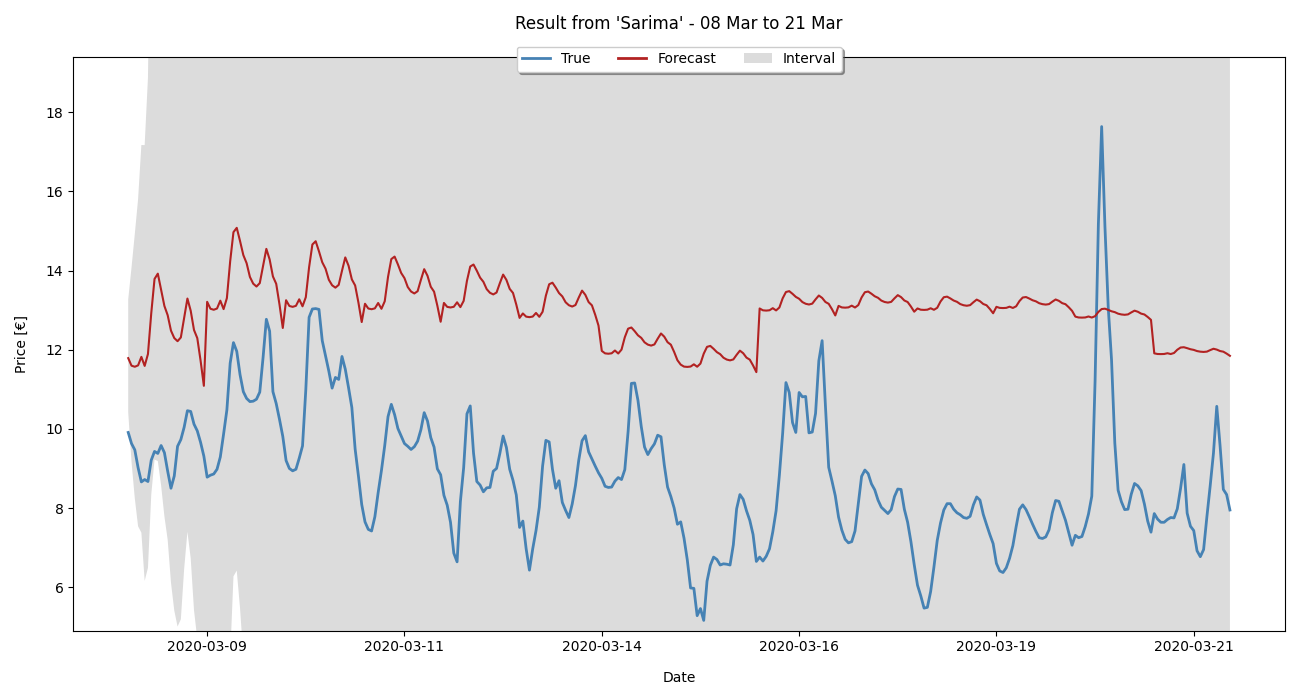 Result from 'Sarima' - 08 Mar to 21 Mar
True Forecast Interval
18
16
14
12
10
8
6
Price [€]
2020-03-09 2020-03-11 2020-03-14 2020-03-16 2020-03-19 2020-03-21
Date